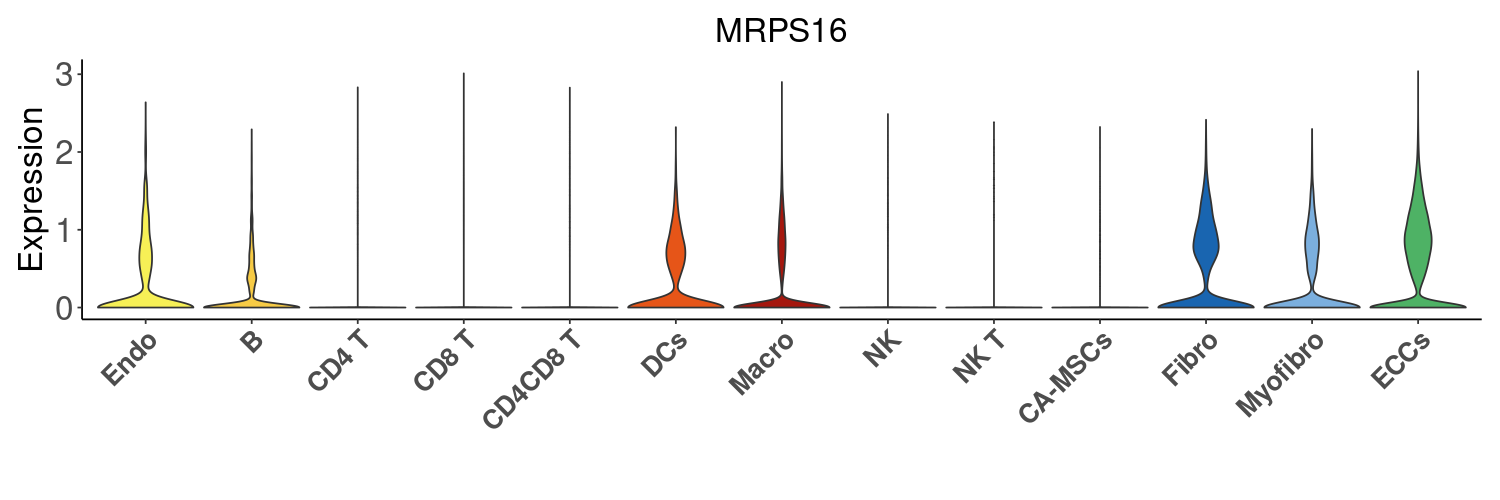 MRPS16
Expression
3
2
1
0
Endo
B
CD4 T
CD8 T
CD4CD8 T
DCs
Macro
NK
NK T
CA-MSCs
Fibro
Myofibro
ECCs